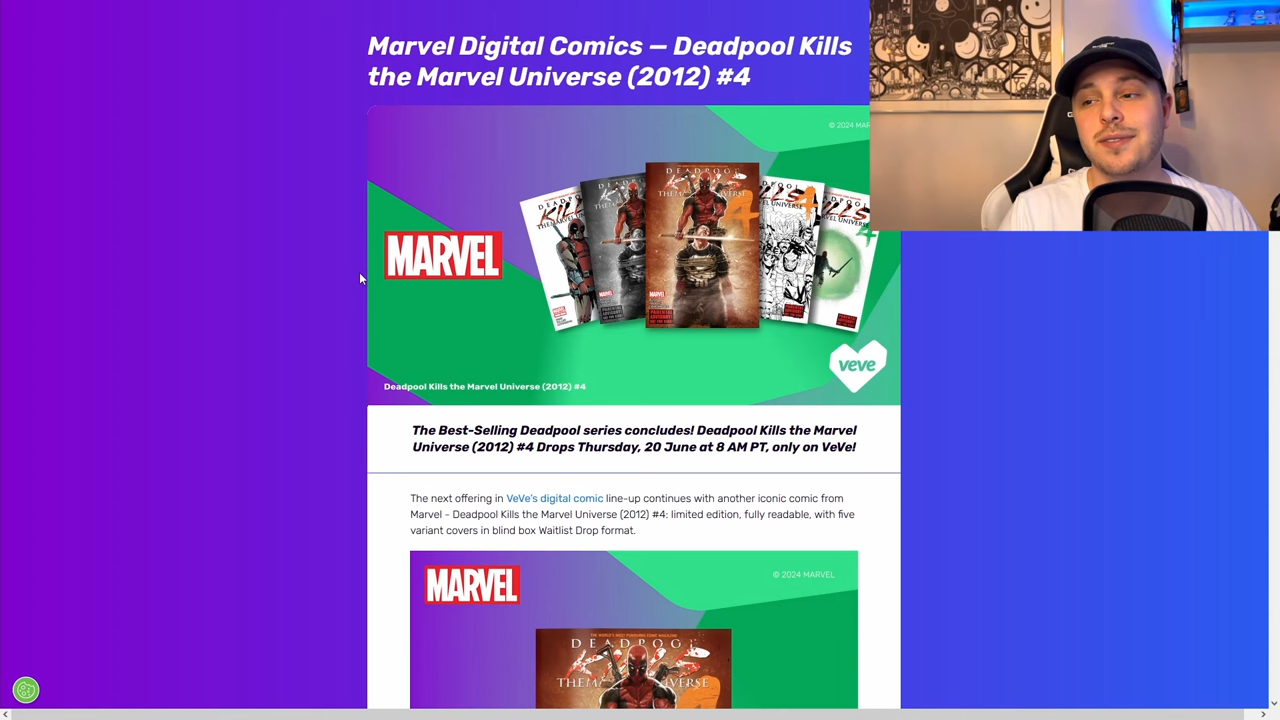 Marvel Digital Comics — Deadpool Kills
the Marvel Universe (2012) #4
© 2024 MAR
DEADPOOL
MARVEL
veve
Deadpool Kills the Marvel Universe (2012) #4
The Best-Selling Deadpool series concludes! Deadpool Kills the Marvel
Universe (2012) #4 Drops Thursday, 20 June at 8 AM PT, only on VeVe!
The next offering in VeVe's digital comic line-up continues with another iconic comic from
Marvel - Deadpool Kills the Marvel Universe (2012) #4: limited edition, fully readable, with five
variant covers in blind box Waitlist Drop format.
MARVEL
© 2024 MARVEL
DEADPOOL